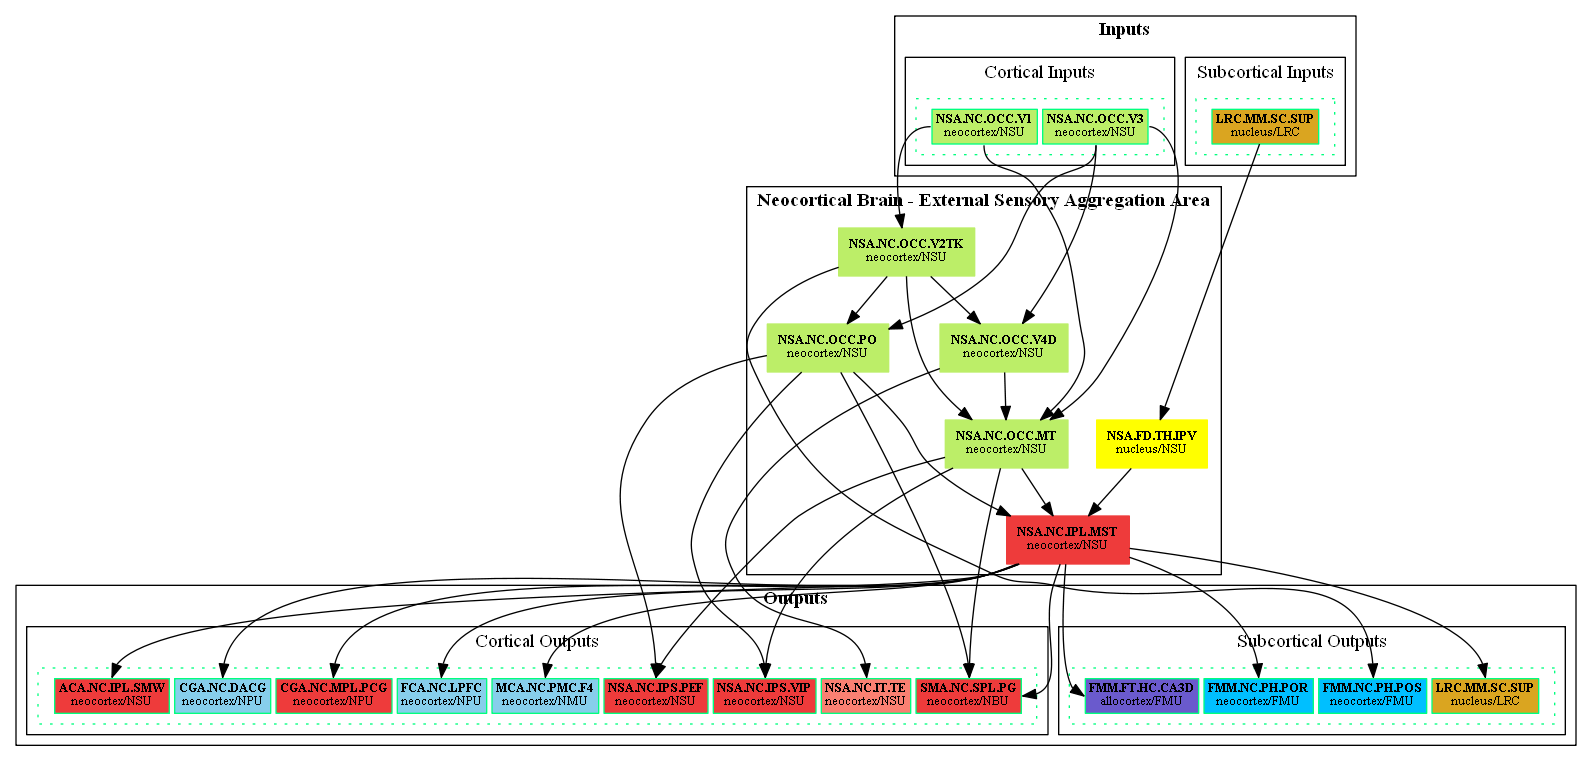 Inputs
Cortical Inputs
Subcortical Inputs
NSA.NC.OCC.V1
neocortex/NSU
NSA.NC.OCC.V3
neocortex/NSU
LRC.MM.SC.SUP
nucleus/LRC
Neocortical Brain - External Sensory Aggregation Area
NSA.NC.OCC.V2TK
neocortex/NSU
NSA.NC.OCC.PO
neocortex/NSU
NSA.NC.OCC.V4D
neocortex/NSU
NSA.NC.OCC.MT
neocortex/NSU
NSA.FD.TH.IPV
nucleus/NSU
NSA.NC.IPL.MST
neocortex/NSU
Outputs
Cortical Outputs
Subcortical Outputs
ACA.NC.IPL.SMW
neocortex/NSU
CGA.NC.DACG
neocortex/NPU
CGA.NC.MPL.PCG
neocortex/NPU
FCA.NC.LPFC
neocortex/NPU
MCA.NC.PMC.F4
neocortex/NMU
NSA.NC.IPS.PEF
neocortex/NSU
NSA.NC.IPS.VIP
neocortex/NSU
NSA.NC.IT.TE
neocortex/NSU
SMA.NC.SPL.PG
neocortex/NBU
FMM.FT.HC.CA3D
allocortex/FMU
FMM.NC.PH.POR
neocortex/FMU
FMM.NC.PH.POS
neocortex/FMU
LRC.MM.SC.SUP
nucleus/LRC